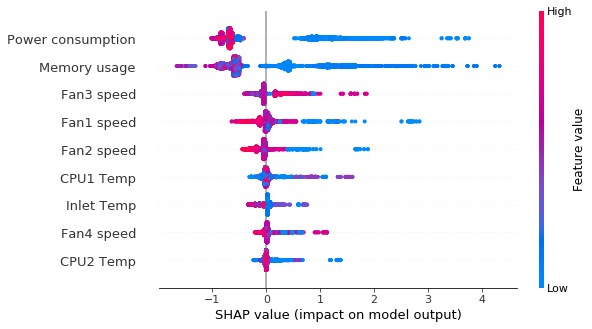 High
Power consumption
Memory usage
Fan3 speed
Fan1 speed
Fan2 speed
CPU1 Temp
Inlet Temp
Fan4 speed
CPU2 Temp
Feature value
Low
−1 0 1 2 3 4
SHAP value (impact on model output)